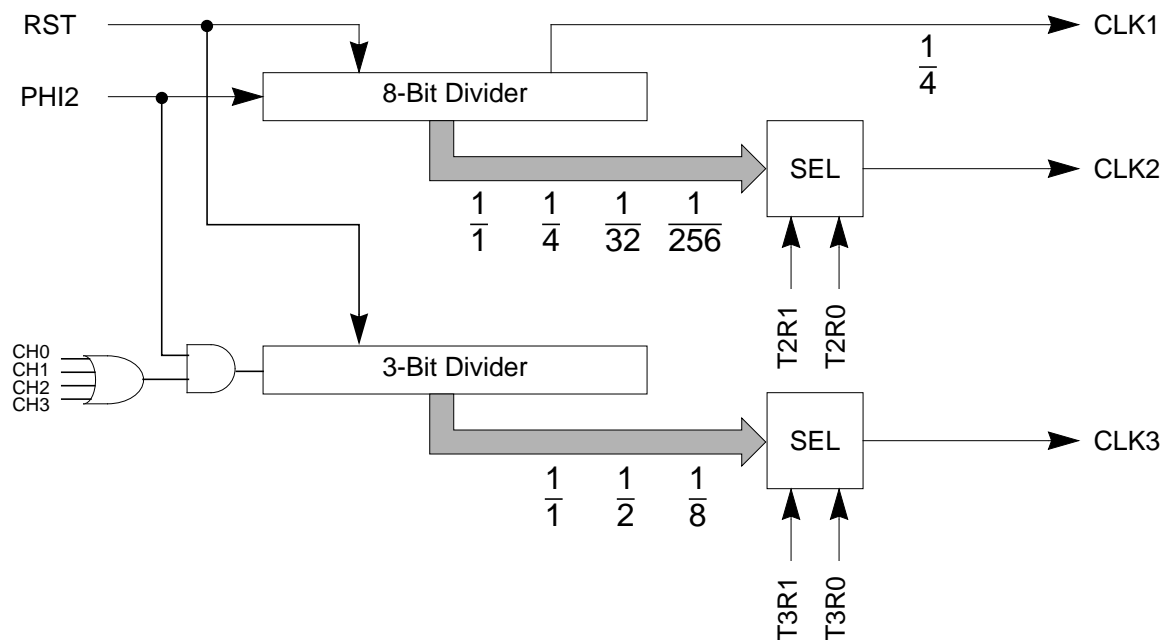 RST
CLK1
1/4
PHI2
8-Bit Divider
SEL
CLK2
1/1 1/4 1/32 1/256
T2R1 T2R0
CH0
CH1
CH2
CH3
3-Bit Divider
SEL
CLK3
1/1 1/2 1/8
T3R1 T3R0